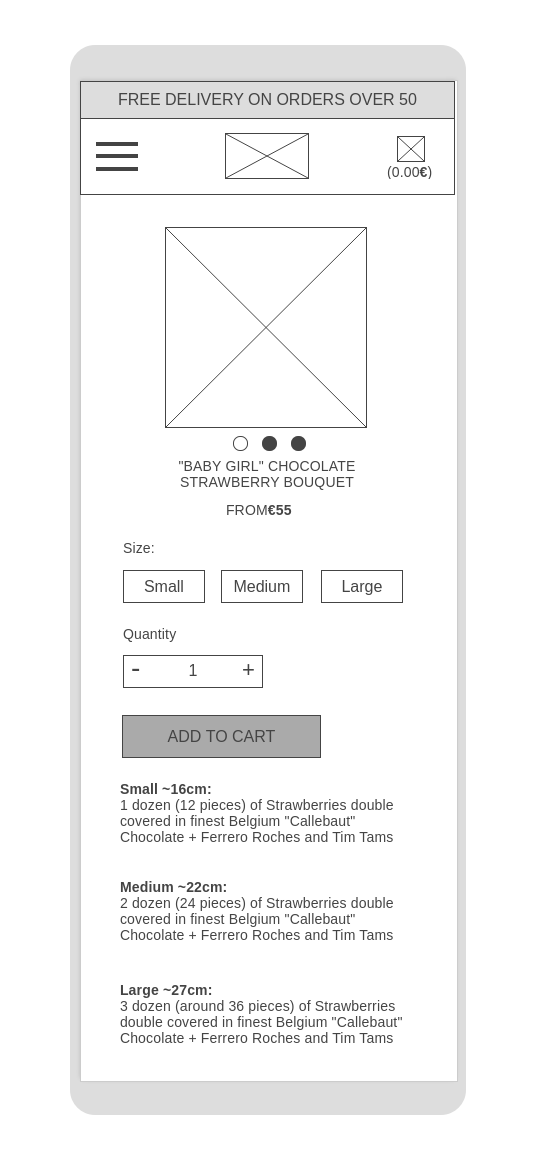 FREE DELIVERY ON ORDERS OVER 50
(0.00€)
"BABY GIRL" CHOCOLATE
STRAWBERRY BOUQUET
FROM€55
Size:
Small Medium Large
Quantity
- 1 +
ADD TO CART
Small ~16cm:
1 dozen (12 pieces) of Strawberries double
covered in finest Belgium "Callebaut"
Chocolate + Ferrero Roches and Tim Tams
Medium ~22cm:
2 dozen (24 pieces) of Strawberries double
covered in finest Belgium "Callebaut"
Chocolate + Ferrero Roches and Tim Tams
Large ~27cm:
3 dozen (around 36 pieces) of Strawberries
double covered in finest Belgium "Callebaut"
Chocolate + Ferrero Roches and Tim Tams